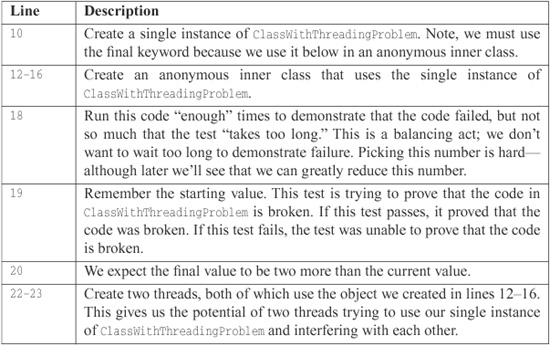 Line Description
10 Create a single instance of ClassWithThreadingProblem. Note, we must use
the final keyword because we use it below in an anonymous inner class.
12–16 Create an anonymous inner class that uses the single instance of
ClassWithThreadingProblem.
18 Run this code “enough” times to demonstrate that the code failed, but not
so much that the test “takes too long.” This is a balancing act; we don’t
want to wait too long to demonstrate failure. Picking this number is hard—
although later we’ll see that we can greatly reduce this number.
19 Remember the starting value. This test is trying to prove that the code in
ClassWithThreadingProblem is broken. If this test passes, it proved that the
code was broken. If this test fails, the test was unable to prove that the code
is broken.
20 We expect the final value to be two more than the current value.
22–23 Create two threads, both of which use the object we created in lines 12–16.
This gives us the potential of two threads trying to use our single instance
of ClassWithThreadingProblem and interfering with each other.